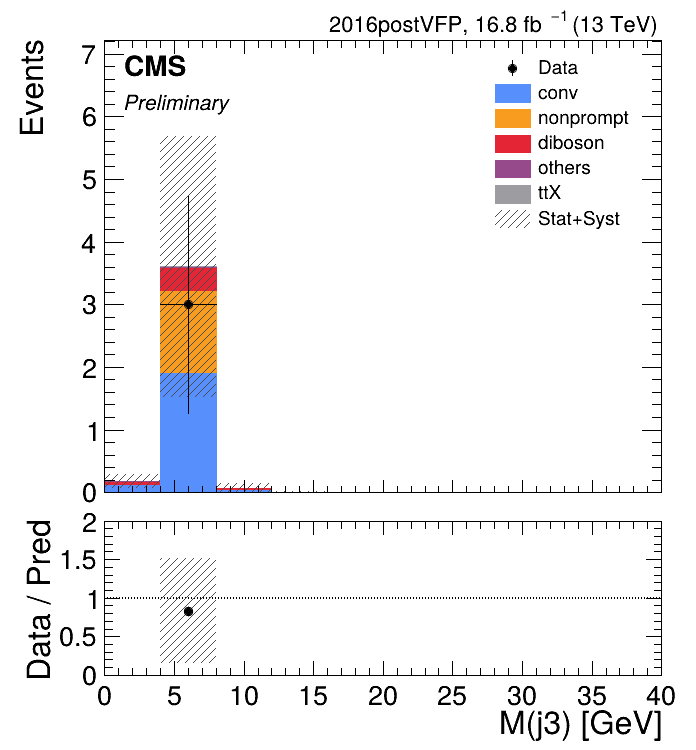 2016postVFP, 16.8 fb⁻¹ (13 TeV)
Events
7
6
5
4
3
2
1
0
CMS
Preliminary
Data
conv
nonprompt
diboson
others
ttX
Stat+Syst
Data / Pred
2
1.5
1
0.5
0
0 5 10 15 20 25 30 35 40
M(j3) [GeV]